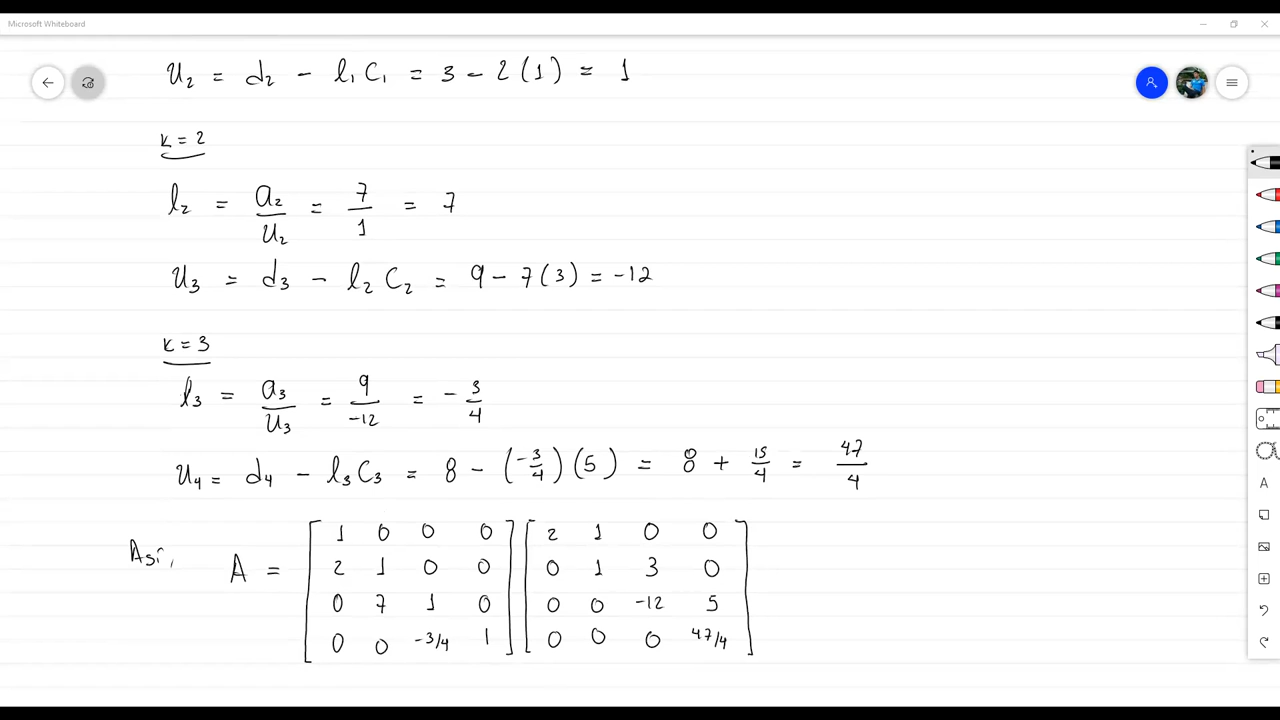 Microsoft Whiteboard
u₂ = d₂ - l₁c₁ = 3 - 2(1) = 1
k = 2
l₂ = a₂/u₂ = 7/1 = 7
u₃ = d₃ - l₂c₂ = 9 - 7(3) = -12
k = 3
l₃ = a₃/u₃ = 9/-12 = -3/4
u₄ = d₄ - l₃c₃ = 8 - (-3/4)(5) = 8 + 15/4 = 47/4
Así, A = [1 0 0 0] [2 1 0 0]
[2 1 0 0] [0 1 3 0]
[0 7 1 0] [0 0 -12 5]
[0 0 -3/4 1] [0 0 0 47/4]
A